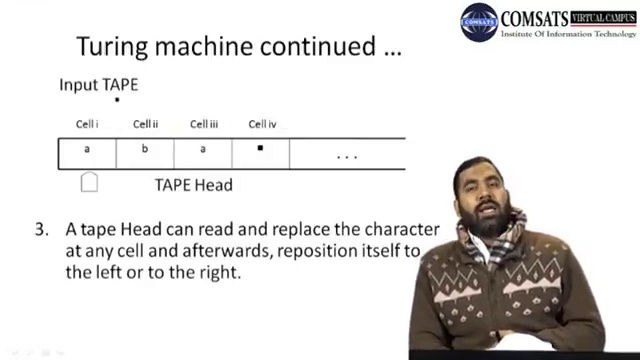 COMSATS VIRTUAL CAMPUS
Institute Of Information Technology
Turing machine continued ...
Input TAPE
Cell i Cell ii Cell iii Cell iv
a b a ■ . . .
TAPE Head
3. A tape Head can read and replace the character
at any cell and afterwards, reposition itself to
the left or to the right.